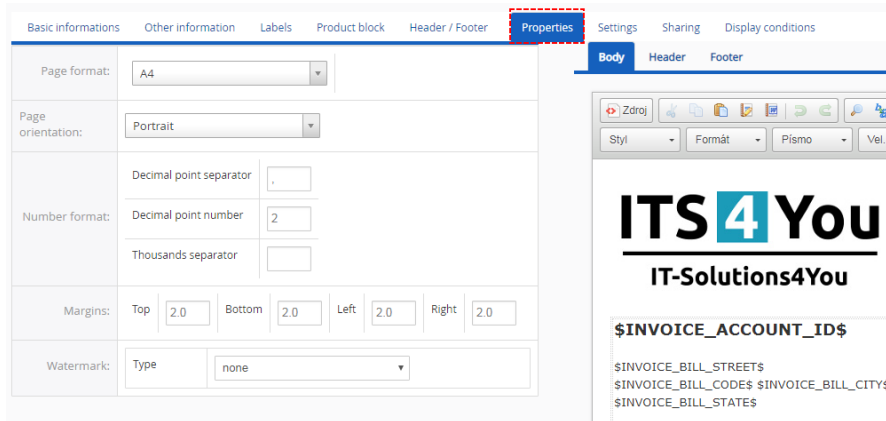 Basic informations Other information Labels Product block Header / Footer Properties Settings Sharing Display conditions
Body Header Footer
Page format: A4
Page
orientation: Portrait
Number format:
Decimal point separator ,
Decimal point number 2
Thousands separator
Margins: Top 2.0 Bottom 2.0 Left 2.0 Right 2.0
Watermark: Type none
Zdroj
Styl Formát Písmo Vel.
ITS 4 You
IT-Solutions4You
$INVOICE_ACCOUNT_ID$
$INVOICE_BILL_STREET$
$INVOICE_BILL_CODE$ $INVOICE_BILL_CITY$
$INVOICE_BILL_STATE$